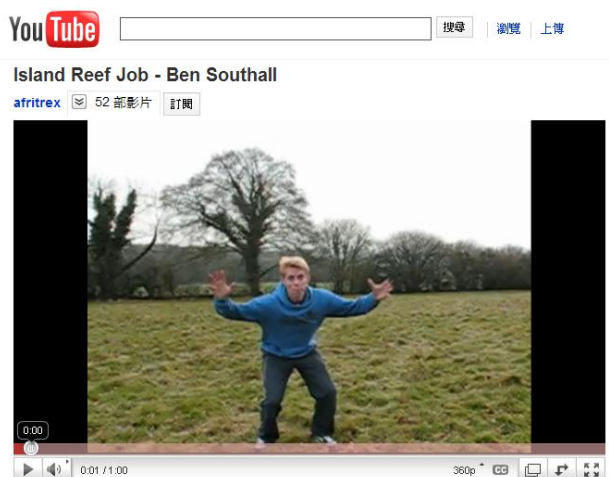 YouTube 搜尋 瀏覽 上傳
Island Reef Job - Ben Southall
afritrex 52 部影片 訂閱
0:00
0:01 / 1:00 360p CC